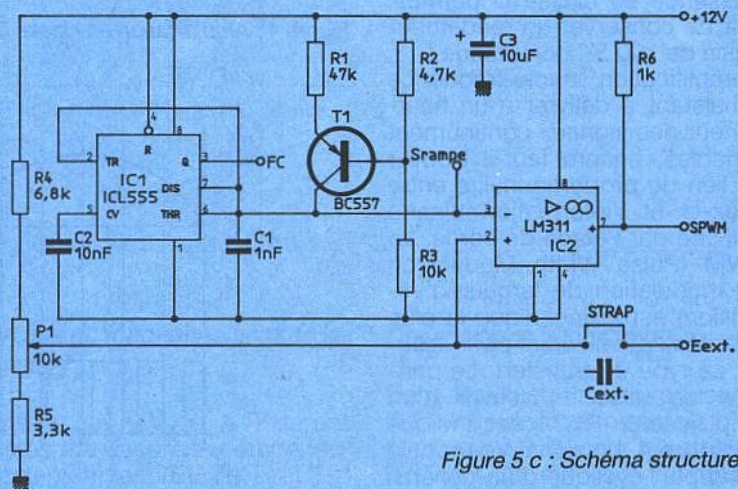 +12V
R1
47k
R2
4,7k
C3
10uF
+
R6
1k
T1
BC557
Srampe
4
8
R
2
TR
Q
3
FC
IC1
ICL555
DIS
7
5
CV
THR
6
1
R4
6,8k
C2
10nF
C1
1nF
R3
10k
8
3
-
2
+
LM311
IC2
+
7
SPWM
1
4
P1
10k
STRAP
Eext.
Cext.
R5
3,3k
Figure 5 c : Schéma structure